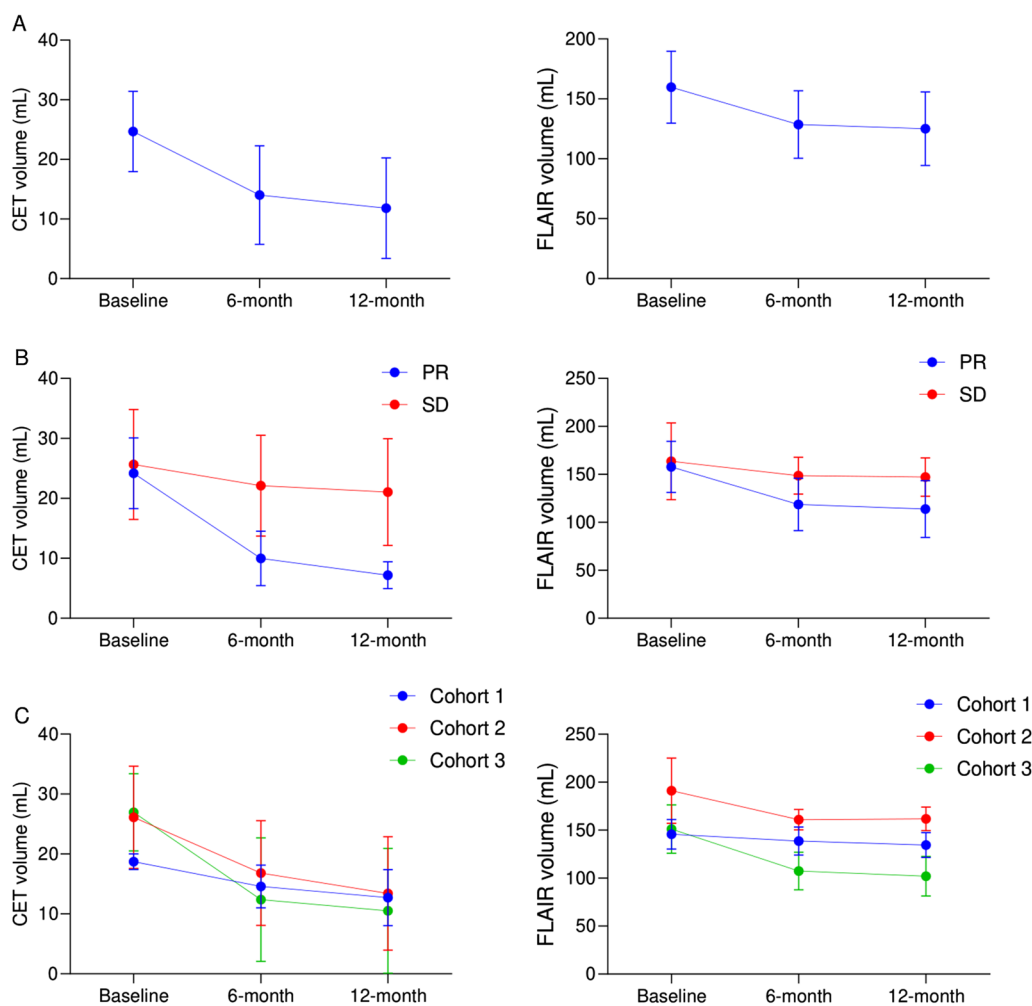 A
CET volume (mL)
40
30
20
10
0
Baseline 6-month 12-month
FLAIR volume (mL)
200
150
100
50
0
Baseline 6-month 12-month
B
PR
SD
CET volume (mL)
40
30
20
10
0
Baseline 6-month 12-month
PR
SD
FLAIR volume (mL)
250
200
150
100
50
0
Baseline 6-month 12-month
C
Cohort 1
Cohort 2
Cohort 3
CET volume (mL)
40
30
20
10
0
Baseline 6-month 12-month
Cohort 1
Cohort 2
Cohort 3
FLAIR volume (mL)
250
200
150
100
50
0
Baseline 6-month 12-month